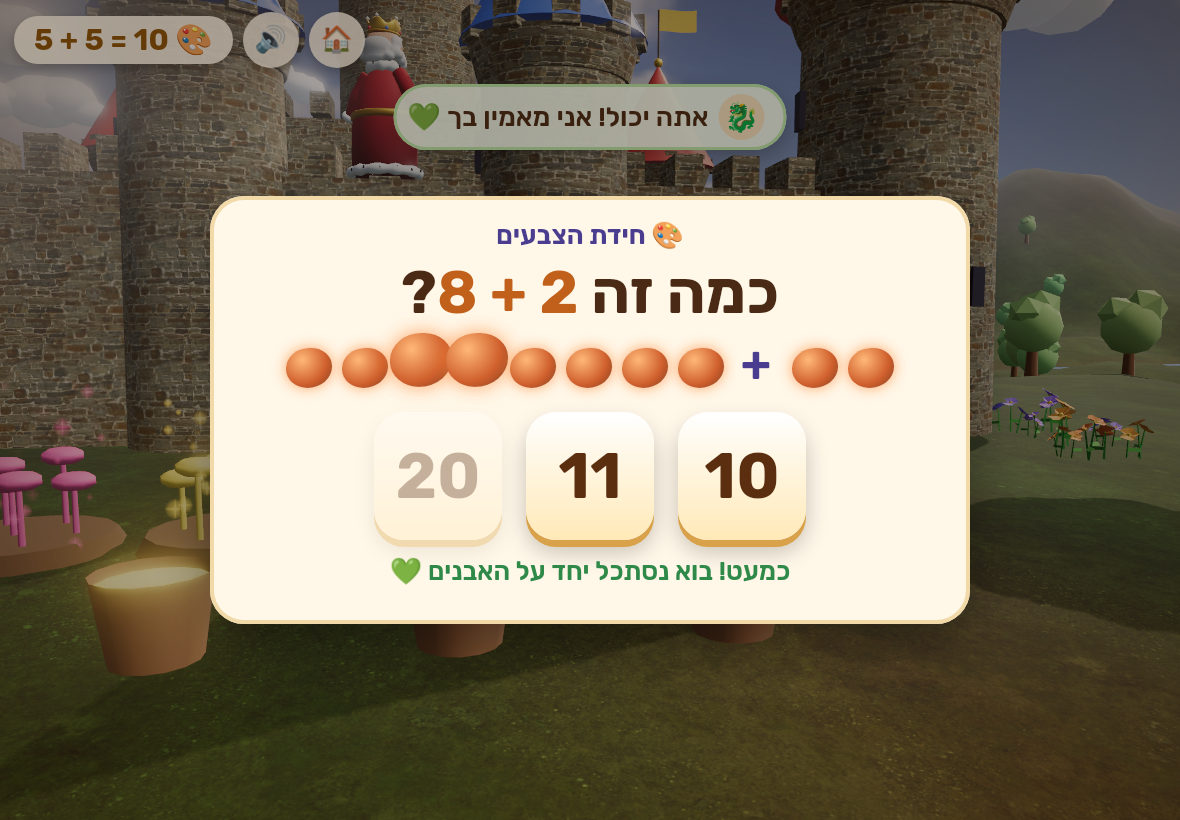 5 + 5 = 10
אתה יכול! אני מאמין בך
חידת הצבעים
כמה זה 8 + 2?
+
20 11 10
כמעט! בוא נסתכל יחד על האבנים